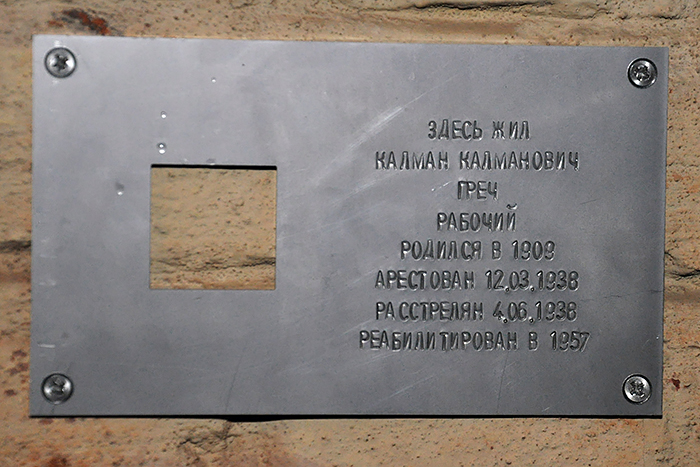 ЗДЕСЬ ЖИЛ
КАЛМАН КАЛМАНОВИЧ
ГРЕЧ
РАБОЧИЙ
РОДИЛСЯ В 1909
АРЕСТОВАН 12.03.1938
РАССТРЕЛЯН 4.06.1938
РЕАБИЛИТИРОВАН В 1957